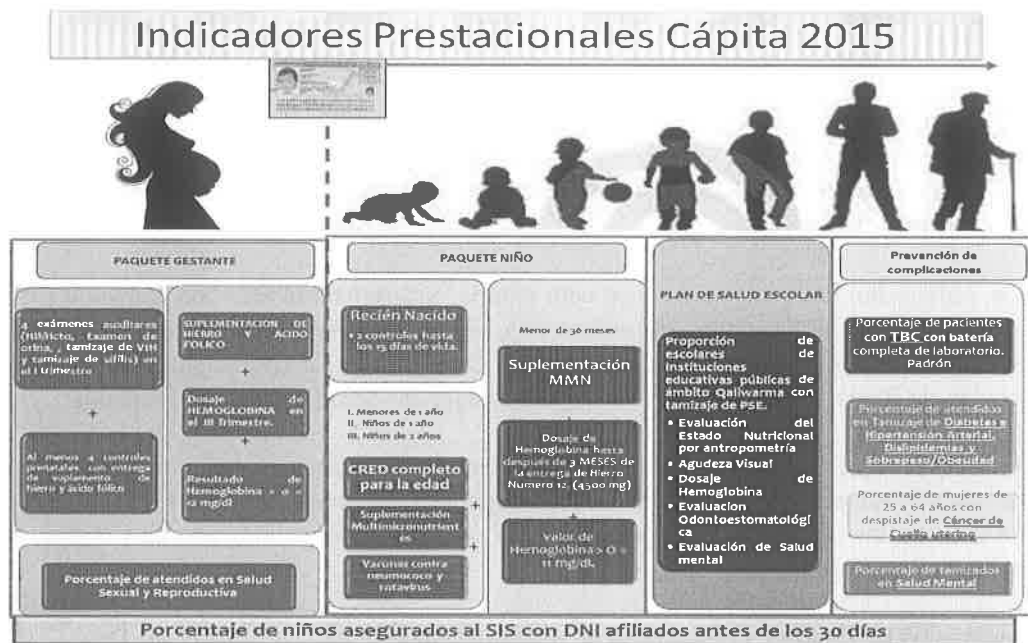 Indicadores Prestacionales Cápita 2015
PAQUETE GESTANTE
4 exámenes auxiliares
(HB/Hcto, Examen de
orina, , tamizaje de VIH
y tamizaje de sífilis) en
el I trimestre
+
Al menos 4 controles
prenatales con entrega
de suplemento de
hierro y ácido fólico
SUPLEMENTACIÓN DE
HIERRO Y ACIDO
FOLICO
+
Dosaje de
HEMOGLOBINA en
el III Trimestre.
+
Resultado de
Hemoglobina > o =
11 mg/dl
Porcentaje de atendidos en Salud
Sexual y Reproductiva
PAQUETE NIÑO
Recién Nacido
• 2 controles hasta
los 15 días de vida.
I. Menores de 1 año
II. Niños de 1 año
III. Niños de 2 años
CRED completo
para la edad
+
Suplementación
Multimicronutrient
es
+
Vacunas contra
neumococo y
rotavirus
Menor de 36 meses
Suplementación
MMN
+
Dosaje de
Hemoglobina hasta
después de 3 MESES de
la entrega de Hierro
Numero 12. (4500 mg)
+
Valor de
Hemoglobina > O =
11 mg/dL
PLAN DE SALUD ESCOLAR
Proporción de
escolares de
Instituciones
educativas públicas de
ámbito Qaliwarma con
tamizaje de PSE.
• Evaluación del
Estado Nutricional
por antropometría
• Agudeza Visual
• Dosaje de
Hemoglobina
• Evaluacion
Odontoestomatológi
ca
• Evaluación de Salud
mental
Prevención de
complicaciones
Porcentaje de pacientes
con TBC con batería
completa de laboratorio.
Padrón
Porcentaje de atendidos
en Tamizaje de Diabetes e
Hipertensión Arterial,
Dislipidemias y
Sobrepeso/Obesidad
Porcentaje de mujeres de
25 a 64 años con
despistaje de Cáncer de
Cuello uterino
Porcentaje de tamizados
en Salud Mental
Porcentaje de niños asegurados al SIS con DNI afiliados antes de los 30 días